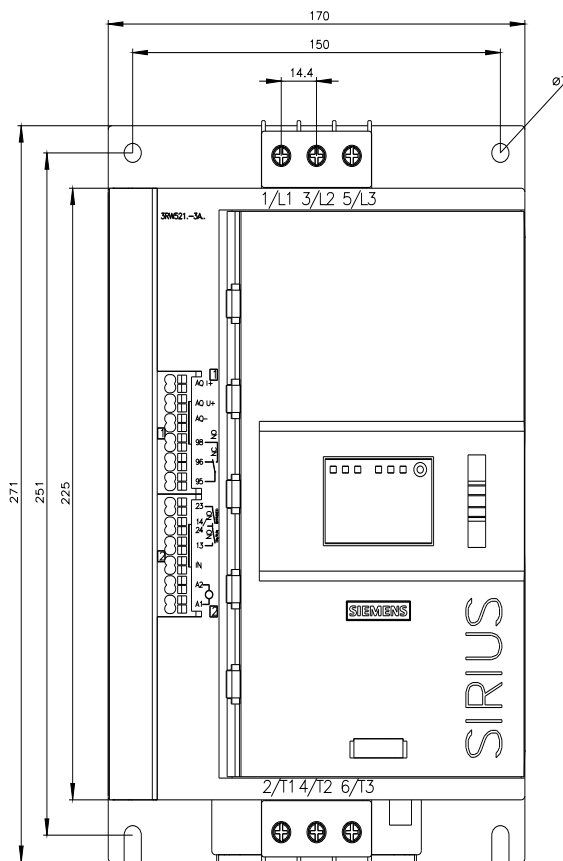 170
150
14.4
1/L1 3/L2 5/L3
3RW521.-3A..
1
AQ I+
AQ U+
AQ-
98
NO
96
NC
95
271
251
225
23
14
NO
24
13
NO
IN
A2
A1
2
SIEMENS
SIRIUS
2/T1 4/T2 6/T3